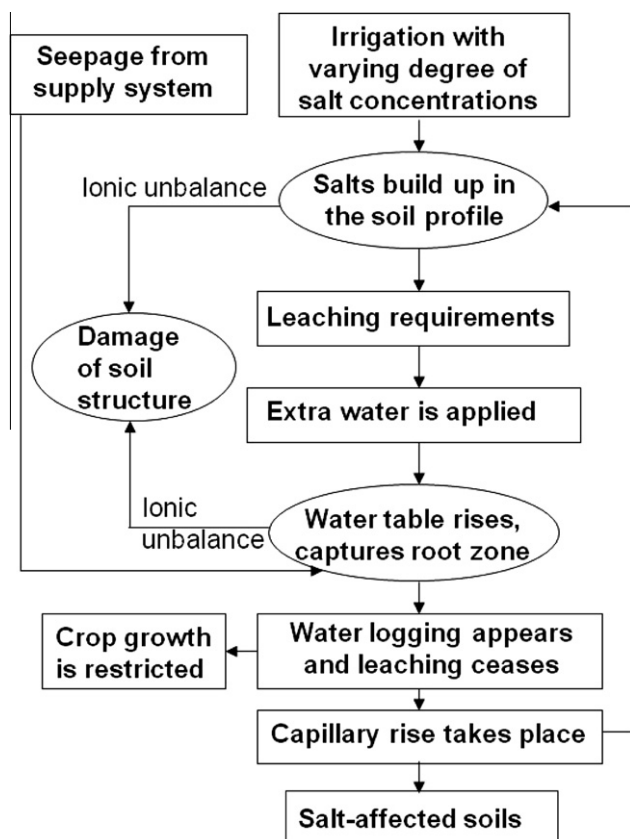 Seepage from
supply system
Irrigation with
varying degree of
salt concentrations
Ionic unbalance
Salts build up in
the soil profile
Leaching requirements
Damage
of soil
structure
Extra water is applied
Ionic
unbalance
Water table rises,
captures root zone
Crop growth
is restricted
Water logging appears
and leaching ceases
Capillary rise takes place
Salt-affected soils